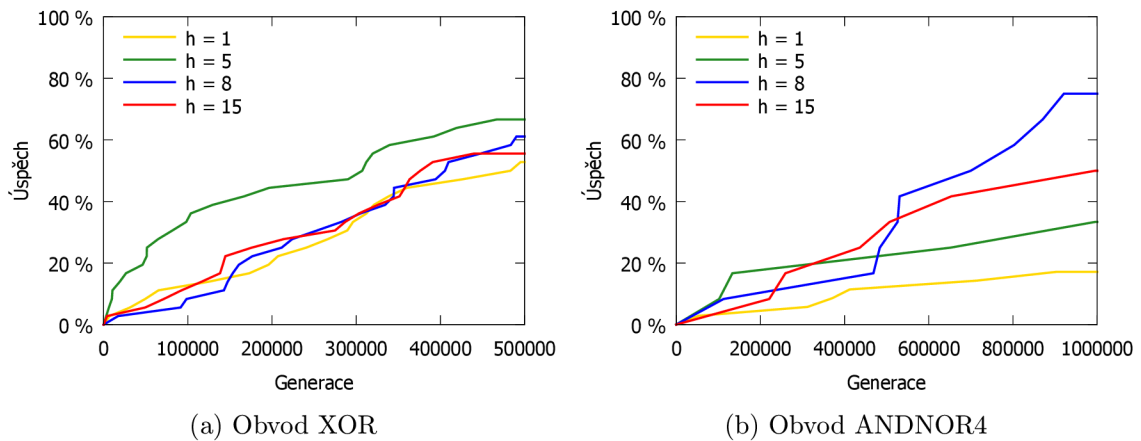 100 %
80 %
60 %
40 %
20 %
0 %
Úspěch
h = 1
h = 5
h = 8
h = 15
0 100000 200000 300000 400000 500000
Generace
(a) Obvod XOR
100 %
80 %
60 %
40 %
20 %
0 %
Úspěch
h = 1
h = 5
h = 8
h = 15
0 200000 400000 600000 800000 1000000
Generace
(b) Obvod ANDNOR4